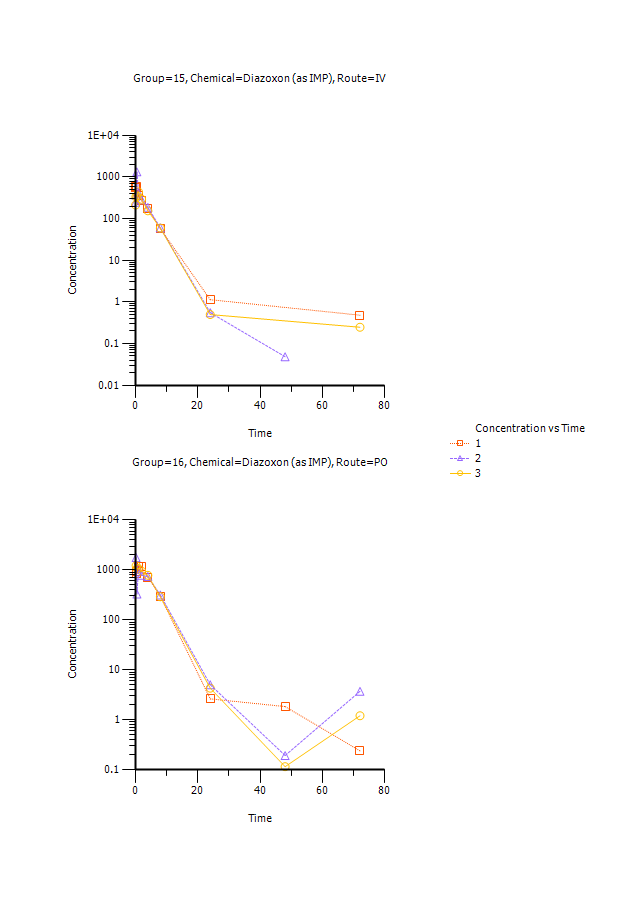 Group=15, Chemical=Diazoxon (as IMP), Route=IV
1E+04
1000
100
10
1
0.1
0.01
Concentration
0 20 40 60 80
Time
Concentration vs Time
1
2
3
Group=16, Chemical=Diazoxon (as IMP), Route=PO
1E+04
1000
100
10
1
0.1
Concentration
0 20 40 60 80
Time